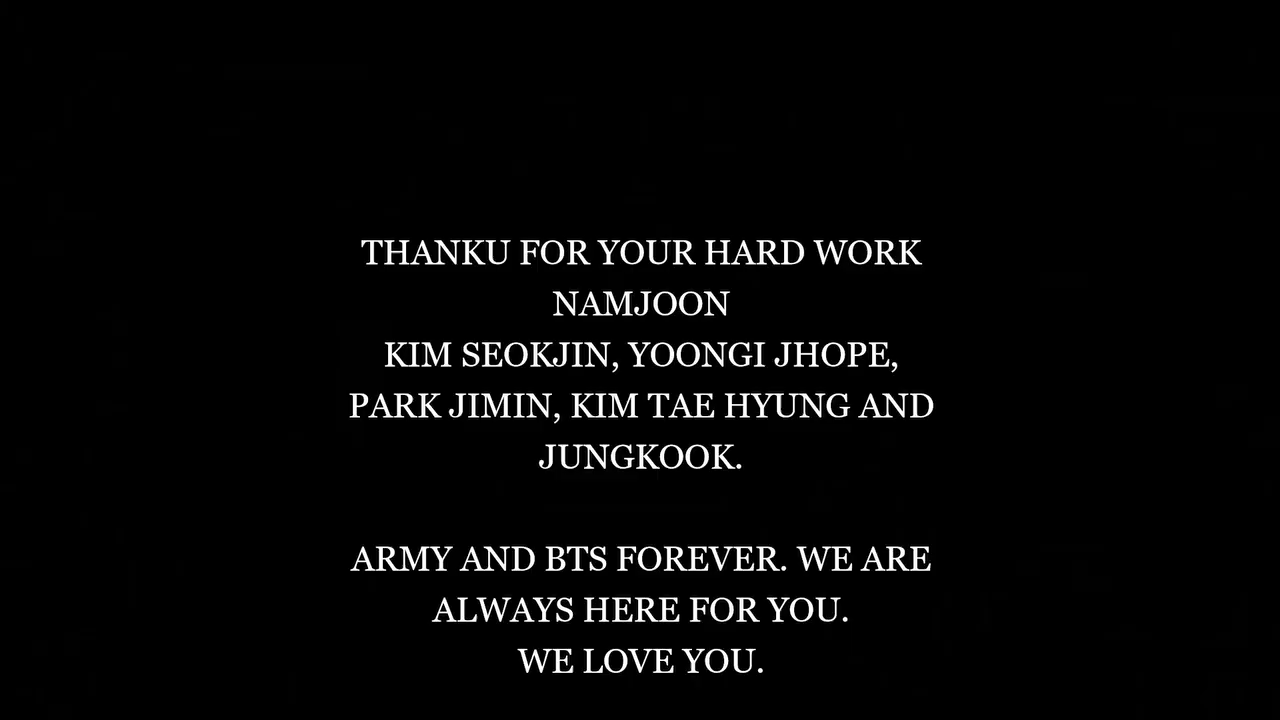 THANKU FOR YOUR HARD WORK
NAMJOON
KIM SEOKJIN, YOONGI JHOPE,
PARK JIMIN, KIM TAE HYUNG AND
JUNGKOOK.
ARMY AND BTS FOREVER. WE ARE
ALWAYS HERE FOR YOU.
WE LOVE YOU.